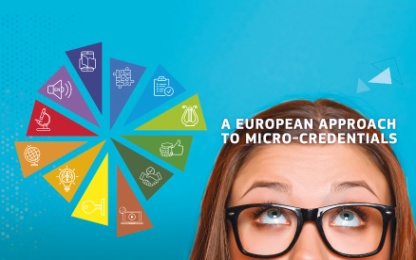 A EUROPEAN APPROACH
TO MICRO-CREDENTIALS